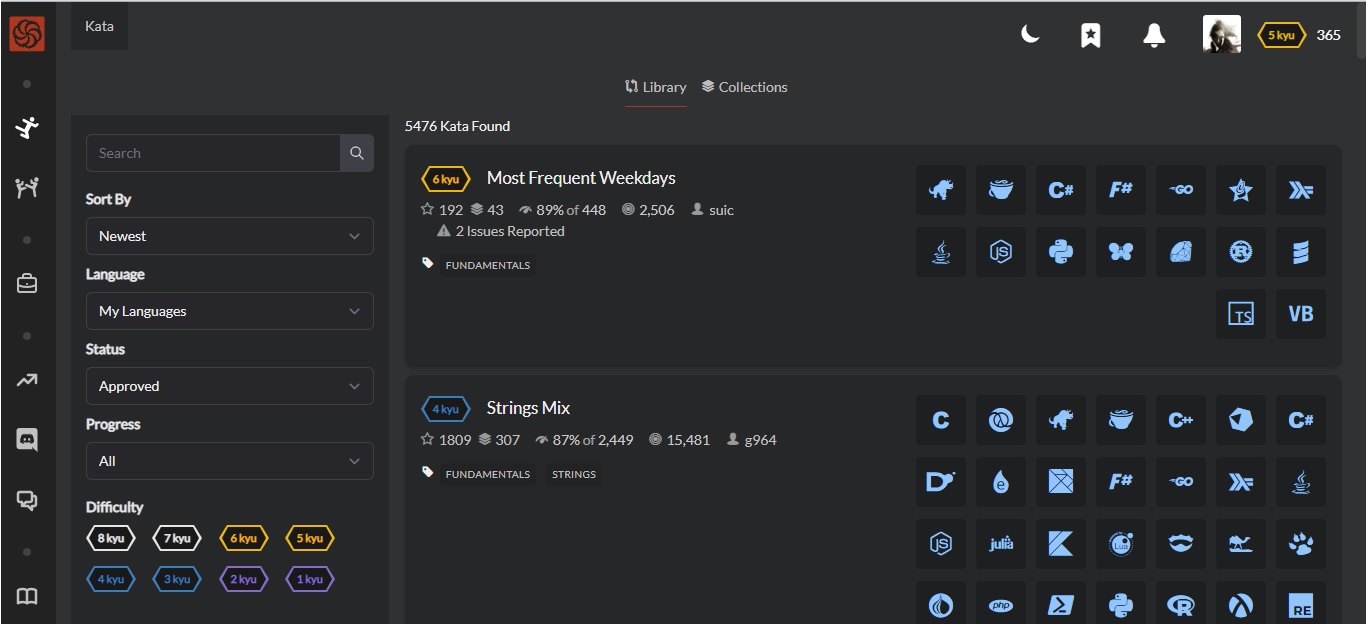 Kata
5 kyu 365
Library Collections
Search
Sort By
Newest
Language
My Languages
Status
Approved
Progress
All
Difficulty
8 kyu 7 kyu 6 kyu 5 kyu
4 kyu 3 kyu 2 kyu 1 kyu
5476 Kata Found
6 kyu Most Frequent Weekdays
192 43 89% of 448 2,506 suic
2 Issues Reported
FUNDAMENTALS
C# F# GO
JS
TS VB
4 kyu Strings Mix
1809 307 87% of 2,449 15,481 g964
FUNDAMENTALS STRINGS
C C++ C#
D e F# GO
JS julia Lua
php R RE